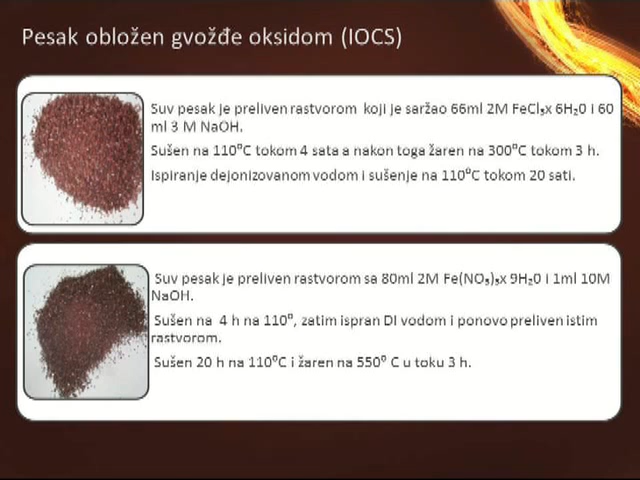 Pesak obložen gvožđe oksidom (IOCS)
Suv pesak je preliven rastvorom koji je saržao 66ml 2M FeCl₃x 6H₂0 i 60
ml 3 M NaOH.
Sušen na 110⁰C tokom 4 sata a nakon toga žaren na 300⁰C tokom 3 h.
Ispiranje dejonizovanom vodom i sušenje na 110⁰C tokom 20 sati.
Suv pesak je preliven rastvorom sa 80ml 2M Fe(NO₃)₃x 9H₂0 i 1ml 10M
NaOH.
Sušen na 4 h na 110⁰, zatim ispran DI vodom i ponovo preliven istim
rastvorom.
Sušen 20 h na 110⁰C i žaren na 550⁰ C u toku 3 h.